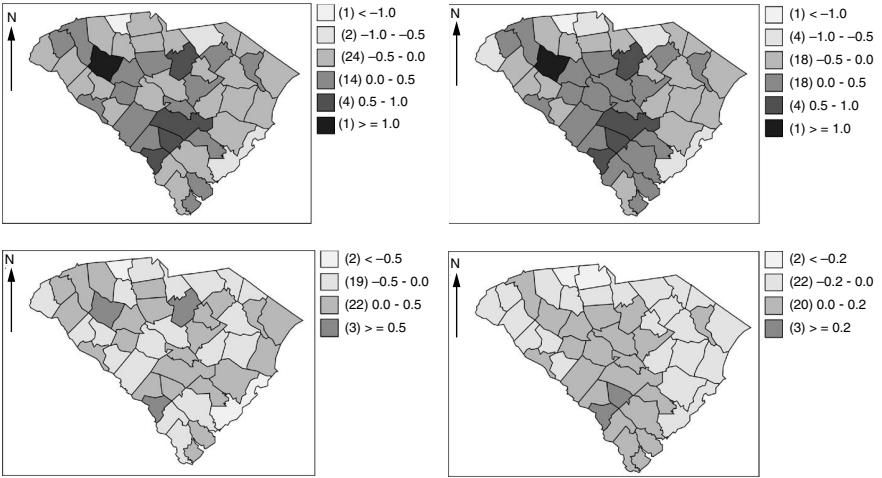 N
(1) < –1.0
(2) –1.0 - –0.5
(24) –0.5 - 0.0
(14) 0.0 - 0.5
(4) 0.5 - 1.0
(1) > = 1.0
N
(1) < –1.0
(4) –1.0 - –0.5
(18) –0.5 - 0.0
(18) 0.0 - 0.5
(4) 0.5 - 1.0
(1) > = 1.0
N
(2) < –0.5
(19) –0.5 - 0.0
(22) 0.0 - 0.5
(3) > = 0.5
N
(2) < –0.2
(22) –0.2 - 0.0
(20) 0.0 - 0.2
(3) > = 0.2